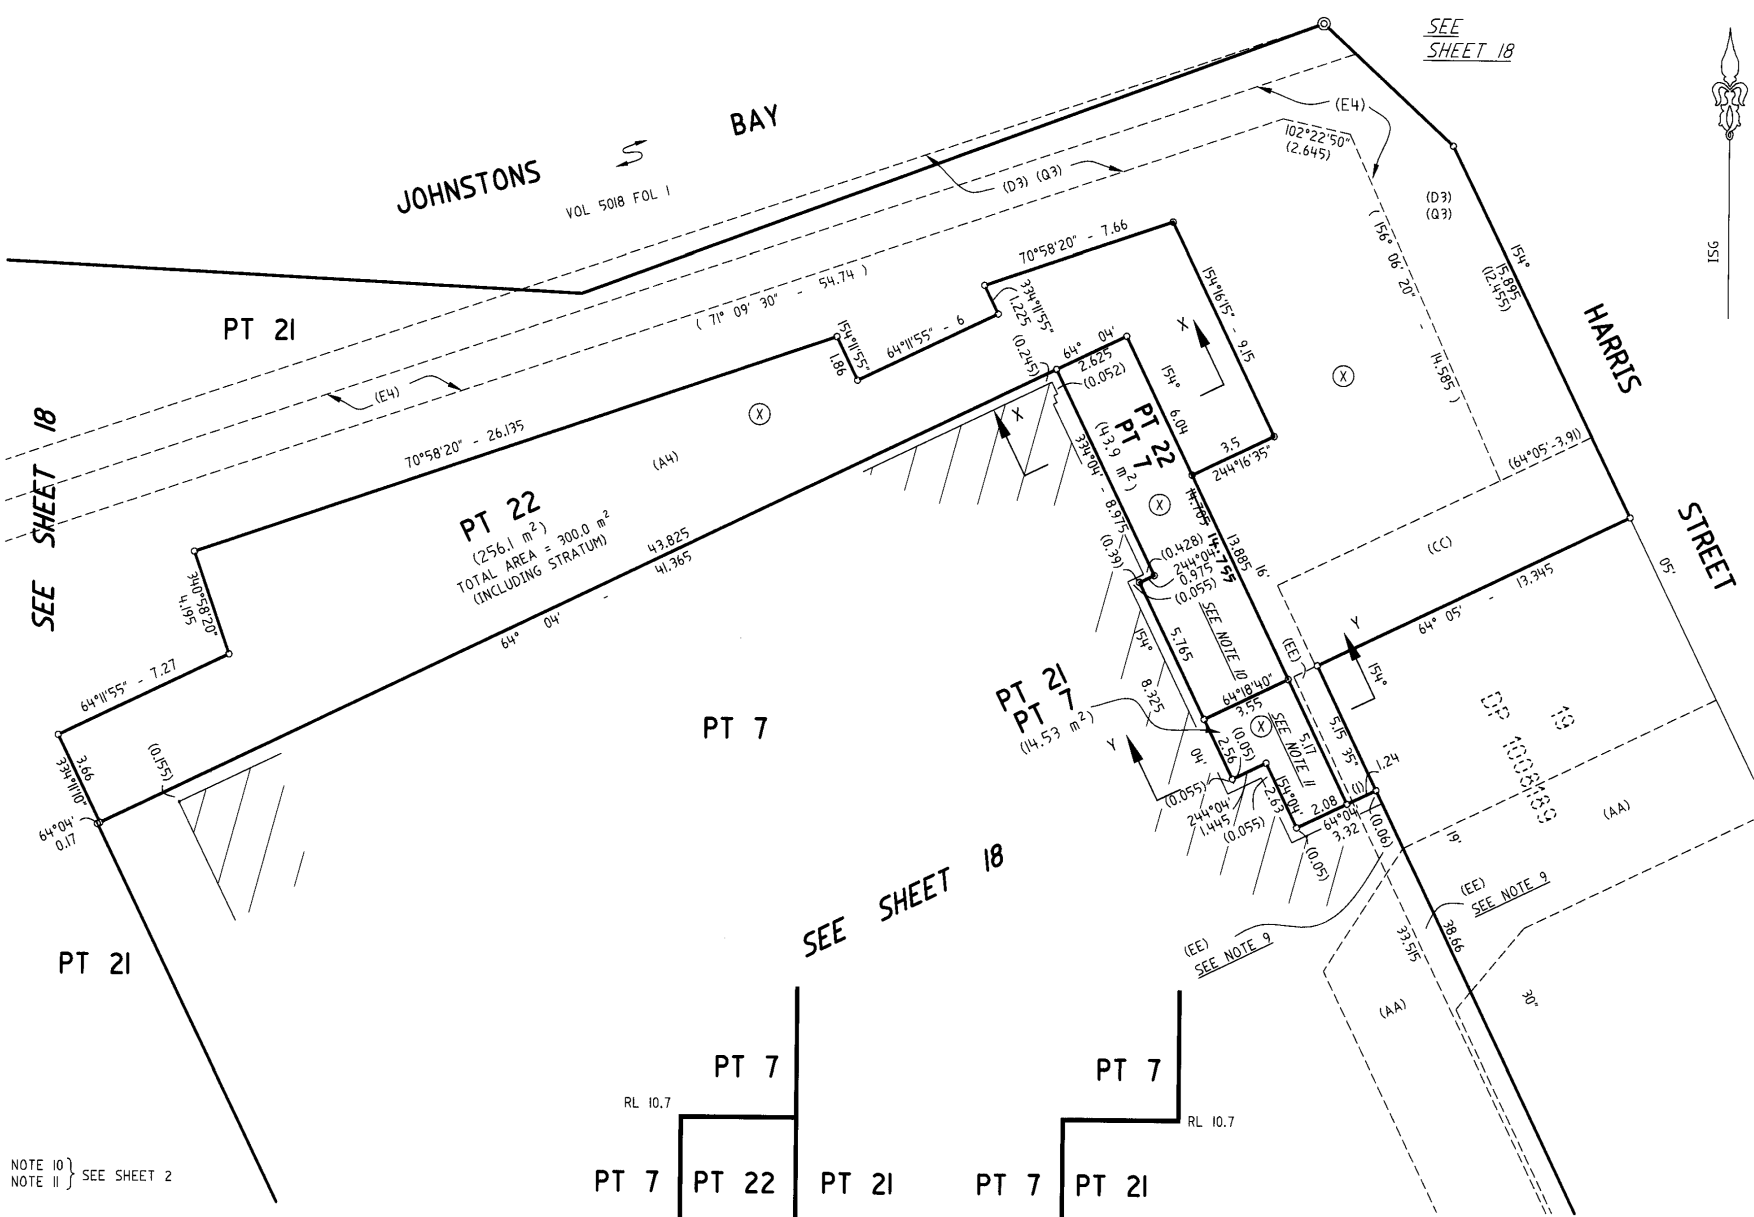 SEE
SHEET 18
JOHNSTONS BAY
VOL 5018 FOL 1
(E4)
102°22'50"
(2.645)
(D3) (Q3)
(D3)
(Q3)
ISG
70°58'20" - 7.66
334°11'55"
1.225
(0.245)
154°16'15" - 9.15
( 156° 06' 20" - 14.585 )
154°
15.895
(12.455)
HARRIS
STREET
PT 21
( 71° 09' 30" - 54.74 )
154°11'55"
1.86
64°11'55" - 6
64° 04'
2.625
(0.052)
X
X
(X)
(E4)
(X)
SEE SHEET 18
70°58'20" - 26.135
(A4)
PT 22
(256.1 m²)
TOTAL AREA = 300.0 m²
(INCLUDING STRATUM)
43.825
41.365
64° 04' -
PT 22
PT 7
(43.9 m²)
(X)
154°
6.04
3.5
244°16'35"
(64°05'-3.91)
334°04' - 8.975
14.785
14.755
13.885
16'
(CC)
(0.39)
(0.428)
244°04'
0.975
(0.055)
SEE NOTE 10
340°58'20"
4.195
64°11'55" - 7.27
154°
8.325
04'
5.765
(EE)
Y
154°
64° 05' - 13.345
05'
334°11'10"
3.66
(0.155)
64°04'
0.17
PT 7
PT 21
PT 7
(14.53 m²)
64°18'40"
3.55
(X)
SEE NOTE 11
5.17
5.15
35"
1.24
Y
2.56
(0.05)
(0.055)
244°04'
1.445
(0.055)
154°04'
2.63
2.08
(1)
64°04'
3.32
(0.06)
(0.05)
19
DP 1008189
(AA)
19'
SEE SHEET 18
(EE)
SEE NOTE 9
(EE)
SEE NOTE 9
33.515
38.66
(AA)
30"
PT 21
PT 7
RL 10.7
PT 7
PT 22
PT 21
PT 7
RL 10.7
PT 7
PT 21
NOTE 10
NOTE 11
} SEE SHEET 2